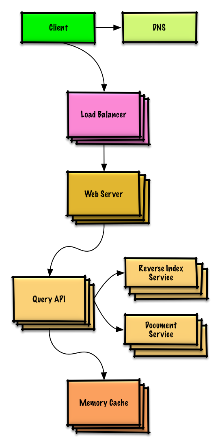 Client
DNS
Load Balancer
Web Server
Reverse Index
Service
Query API
Document
Service
Memory Cache